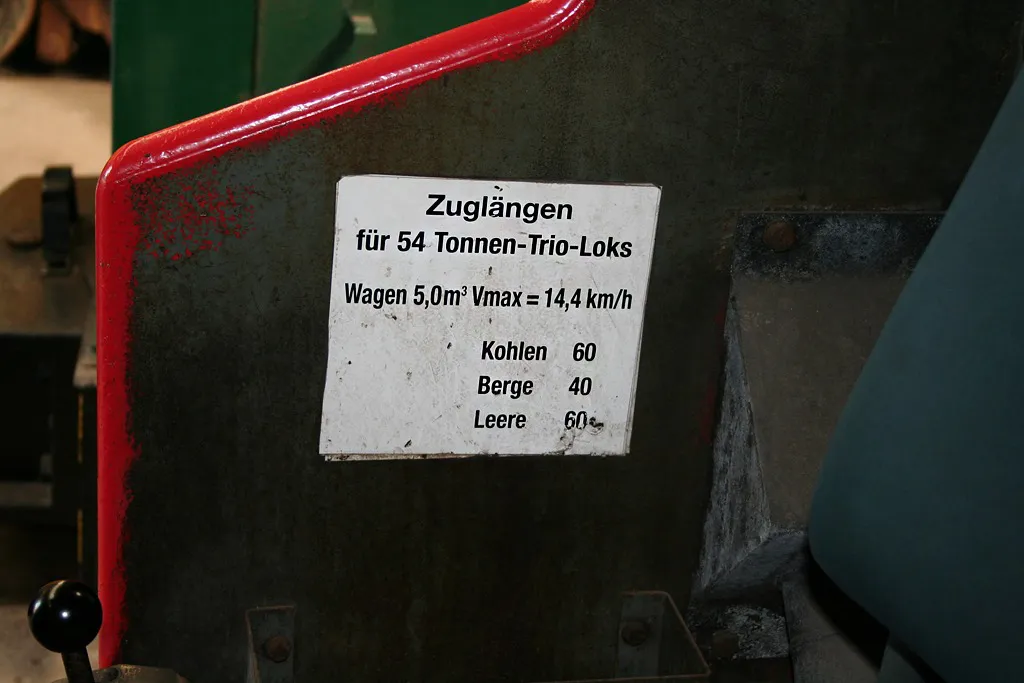 Zuglängen
für 54 Tonnen-Trio-Loks
Wagen 5,0m³ Vmax = 14,4 km/h
Kohlen 60
Berge 40
Leere 60